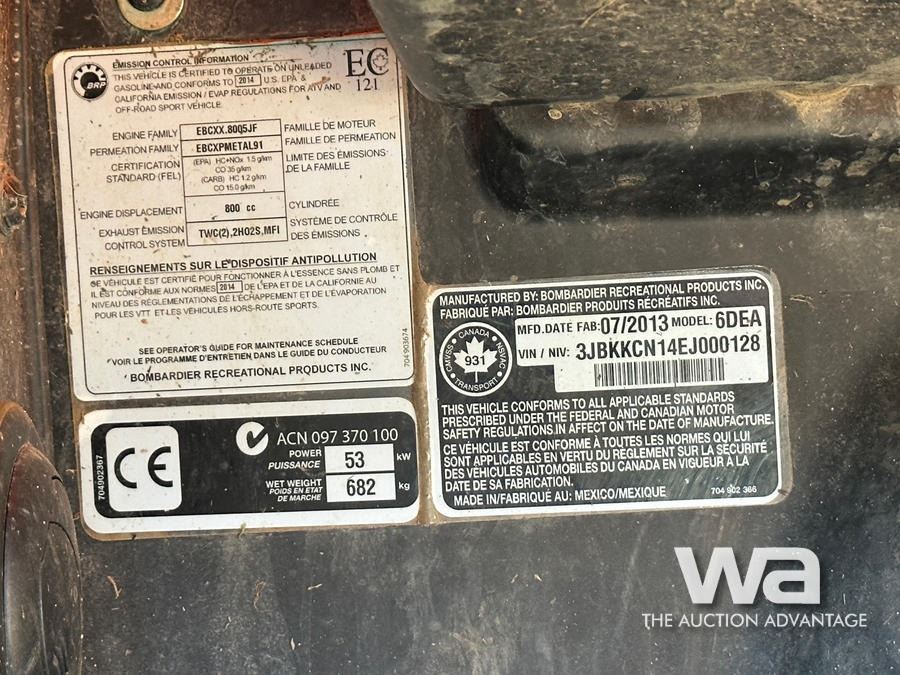 EMISSION CONTROL INFORMATION
THIS VEHICLE IS CERTIFIED TO OPERATE ON UNLEADED
GASOLINE AND CONFORMS TO 2014 U.S. EPA &
CALIFORNIA EMISSION / EVAP REGULATIONS FOR ATV AND
OFF-ROAD SPORT VEHICLE.
BRP
EC
121
ENGINE FAMILY EBCXX.8005JF FAMILLE DE MOTEUR
PERMEATION FAMILY EBCXPMETAL91 FAMILLE DE PERMEATION
CERTIFICATION STANDARD (FEL) (EPA) HC+NOx 1.5 g/km LIMITE DES ÉMISSIONS DE LA FAMILLE
CO 35 g/km
(CARB) HC 1.2 g/km
CO 15.0 g/km
ENGINE DISPLACEMENT 800 cc CYLINDRÉE
EXHAUST EMISSION CONTROL SYSTEM TWC(2),2HO2S,MFI SYSTÈME DE CONTRÔLE DES ÉMISSIONS
RENSEIGNEMENTS SUR LE DISPOSITIF ANTIPOLLUTION
CE VÉHICULE EST CERTIFIÉ POUR FONCTIONNER À L'ESSENCE SANS PLOMB ET
IL EST CONFORME AUX NORMES 2014 DE L'EPA ET DE LA CALIFORNIE AU
NIVEAU DES RÉGLEMENTATIONS DE L'ÉCHAPPEMENT ET DE L'ÉVAPORATION
POUR LES VTT ET LES VÉHICULES HORS-ROUTE SPORTS.
SEE OPERATOR'S GUIDE FOR MAINTENANCE SCHEDULE
VOIR LE PROGRAMME D'ENTRETIEN DANS LE GUIDE DU CONDUCTEUR
BOMBARDIER RECREATIONAL PRODUCTS INC.
704 903674
704902367
CE
ACN 097 370 100
POWER
PUISSANCE 53 kW
WET WEIGHT
POIDS EN ÉTAT
DE MARCHE 682 kg
MANUFACTURED BY: BOMBARDIER RECREATIONAL PRODUCTS INC.
FABRIQUÉ PAR: BOMBARDIER PRODUITS RÉCRÉATIFS INC.
CANADA
931
TRANSPORT
CMVSS
NSVAC
MFD.DATE FAB: 07/2013 MODEL: 6DEA
VIN / NIV: 3JBKKCN14EJ000128
THIS VEHICLE CONFORMS TO ALL APPLICABLE STANDARDS
PRESCRIBED UNDER THE FEDERAL AND CANADIAN MOTOR
SAFETY REGULATIONS.IN AFFECT ON THE DATE OF MANUFACTURE.
CE VÉHICULE EST CONFORME À TOUTES LES NORMES QUI LUI
SONT APPLICABLES EN VERTU DU RÉGLEMENT SUR LA SÉCURITÉ
DES VÉHICULES AUTOMOBILES DU CANADA EN VIGUEUR À LA
DATE DE SA FABRICATION.
MADE IN/FABRIQUÉ AU: MEXICO/MEXIQUE 704 902 366
wa
THE AUCTION ADVANTAGE